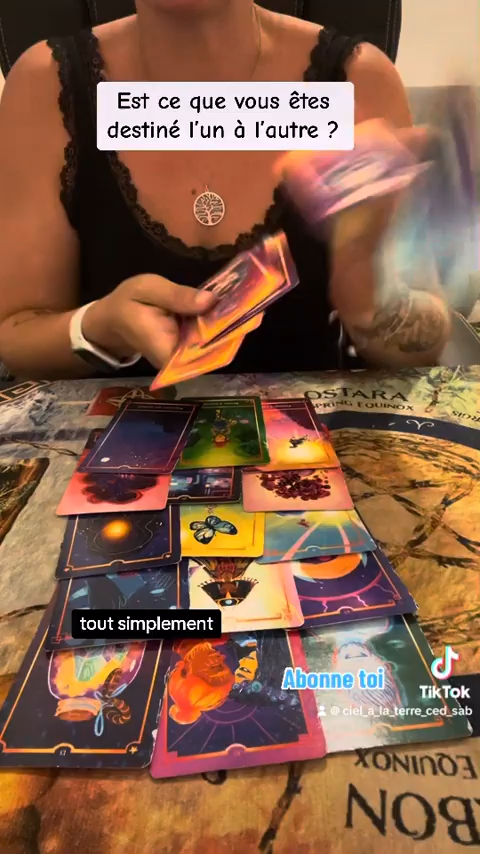 Est ce que vous êtes
destiné l'un à l'autre ?
OSTARA
SPRING EQUINOX
tout simplement
Abonne toi
TikTok
@ ciel_a_la_terre_ced_sab
EQUINOX